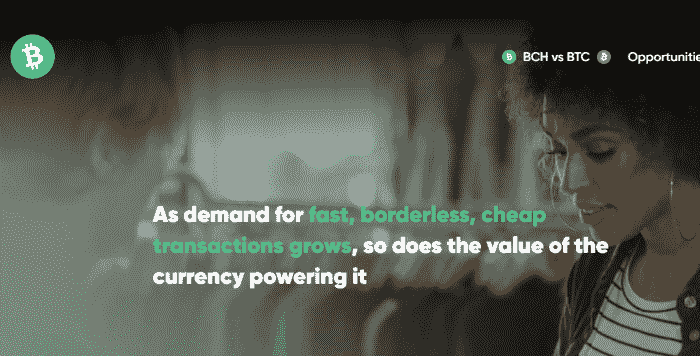 BCH vs BTC
As demand for fast, borderless, cheap
transactions grows, so does the value of the
currency powering it